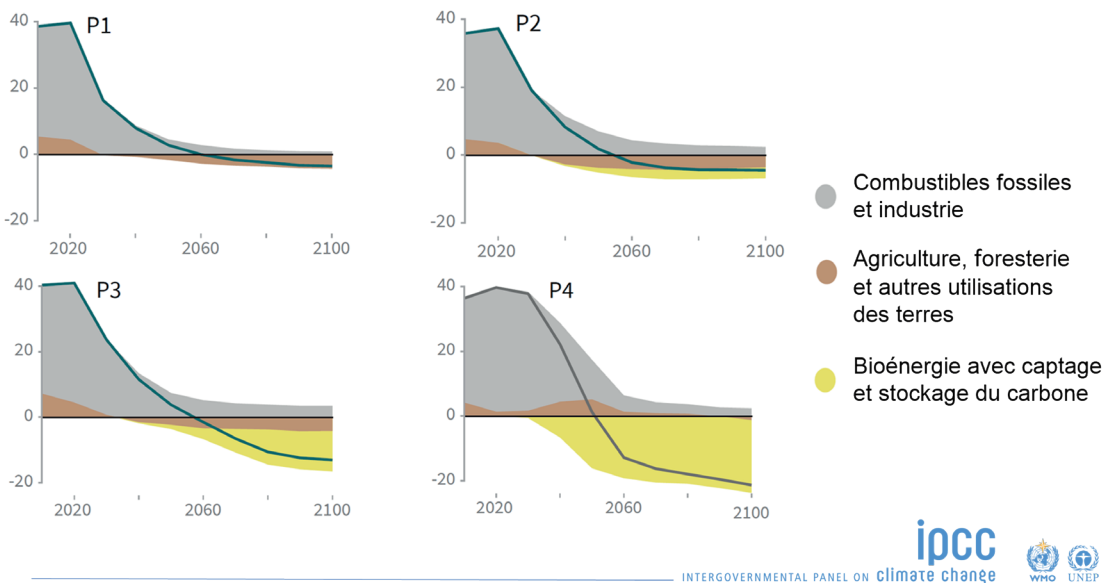 40
P1
20
0
-20
2020
2060
2100
40
P2
20
0
-20
2020
2060
2100
40
P3
20
0
-20
2020
2060
2100
40
P4
20
0
-20
2020
2060
2100
Combustibles fossiles
et industrie
Agriculture, foresterie
et autres utilisations
des terres
Bioénergie avec captage
et stockage du carbone
ipcc
INTERGOVERNMENTAL PANEL ON climate change
WMO
UNEP